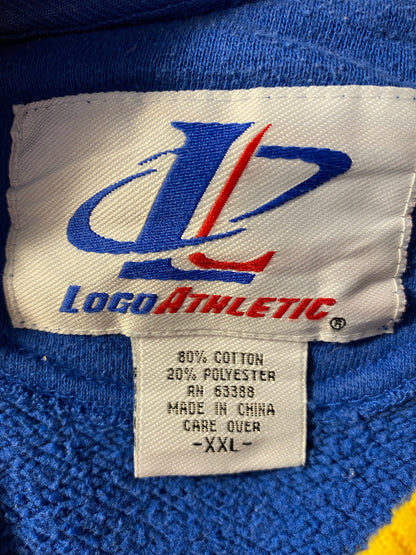 L
LOGO ATHLETIC ®
80% COTTON
20% POLYESTER
RN 63388
MADE IN CHINA
CARE OVER
-XXL-